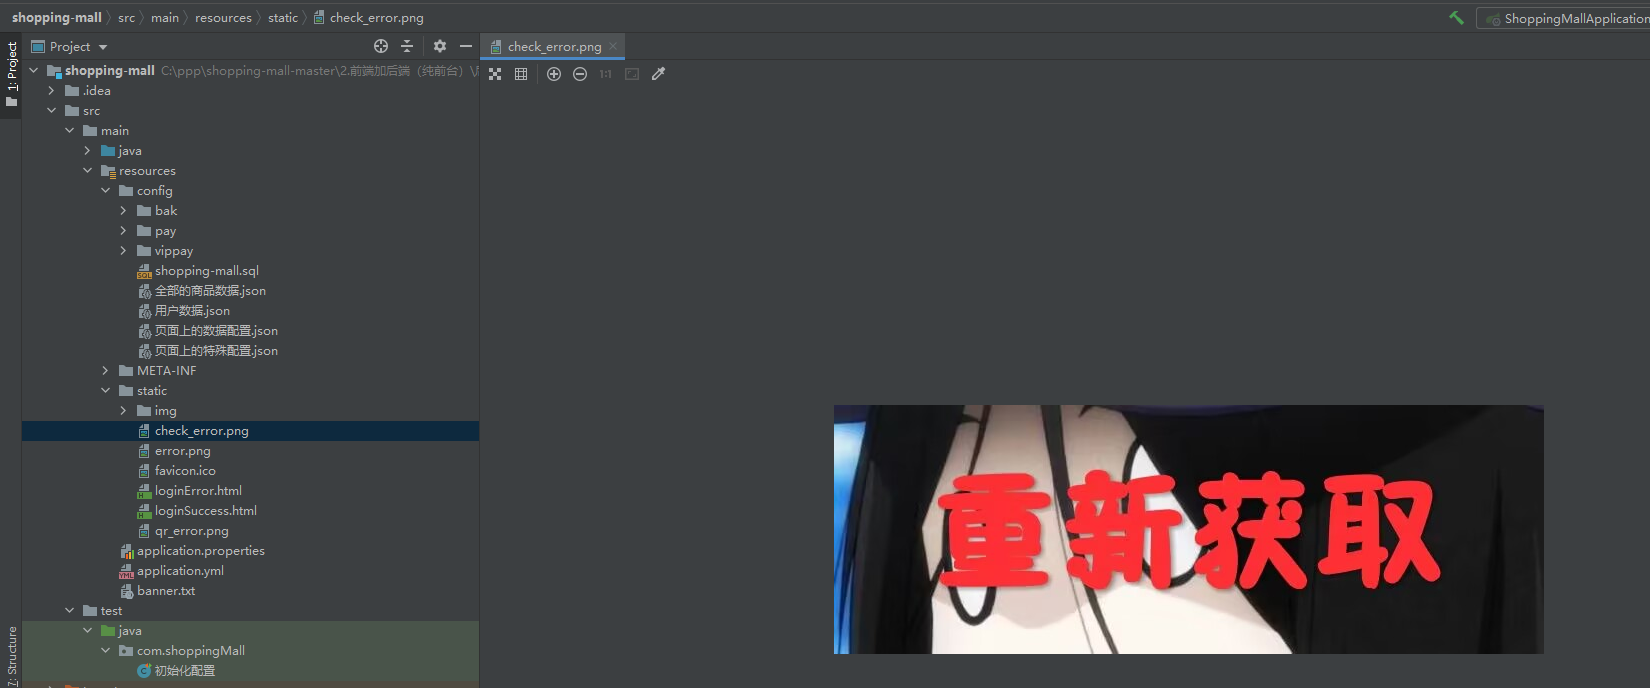 shopping-mall src main resources static check_error.png
ShoppingMallApplication
1: Project
Project
check_error.png
shopping-mall C:\ppp\shopping-mall-master\2.前端加后端（纯前台）\
1:1
.idea
src
main
java
resources
config
bak
pay
vippay
shopping-mall.sql
全部的商品数据.json
用户数据.json
页面上的数据配置.json
页面上的特殊配置.json
META-INF
static
img
check_error.png
error.png
favicon.ico
loginError.html
loginSuccess.html
qr_error.png
application.properties
application.yml
banner.txt
test
java
com.shoppingMall
初始化配置
7: Structure
重新获取